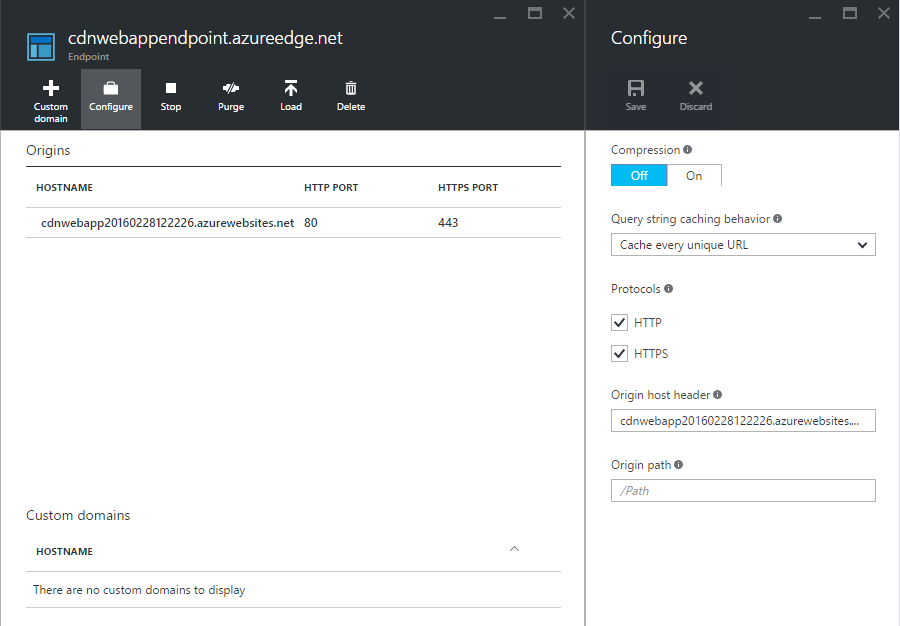 cdnwebappendpoint.azureedge.net
Endpoint
Custom domain
Configure
Stop
Purge
Load
Delete
Origins
HOSTNAME HTTP PORT HTTPS PORT
cdnwebapp20160228122226.azurewebsites.net 80 443
Custom domains
HOSTNAME
There are no custom domains to display
Configure
Save
Discard
Compression
Off On
Query string caching behavior
Cache every unique URL
Protocols
HTTP
HTTPS
Origin host header
cdnwebapp20160228122226.azurewebsites....
Origin path
/Path